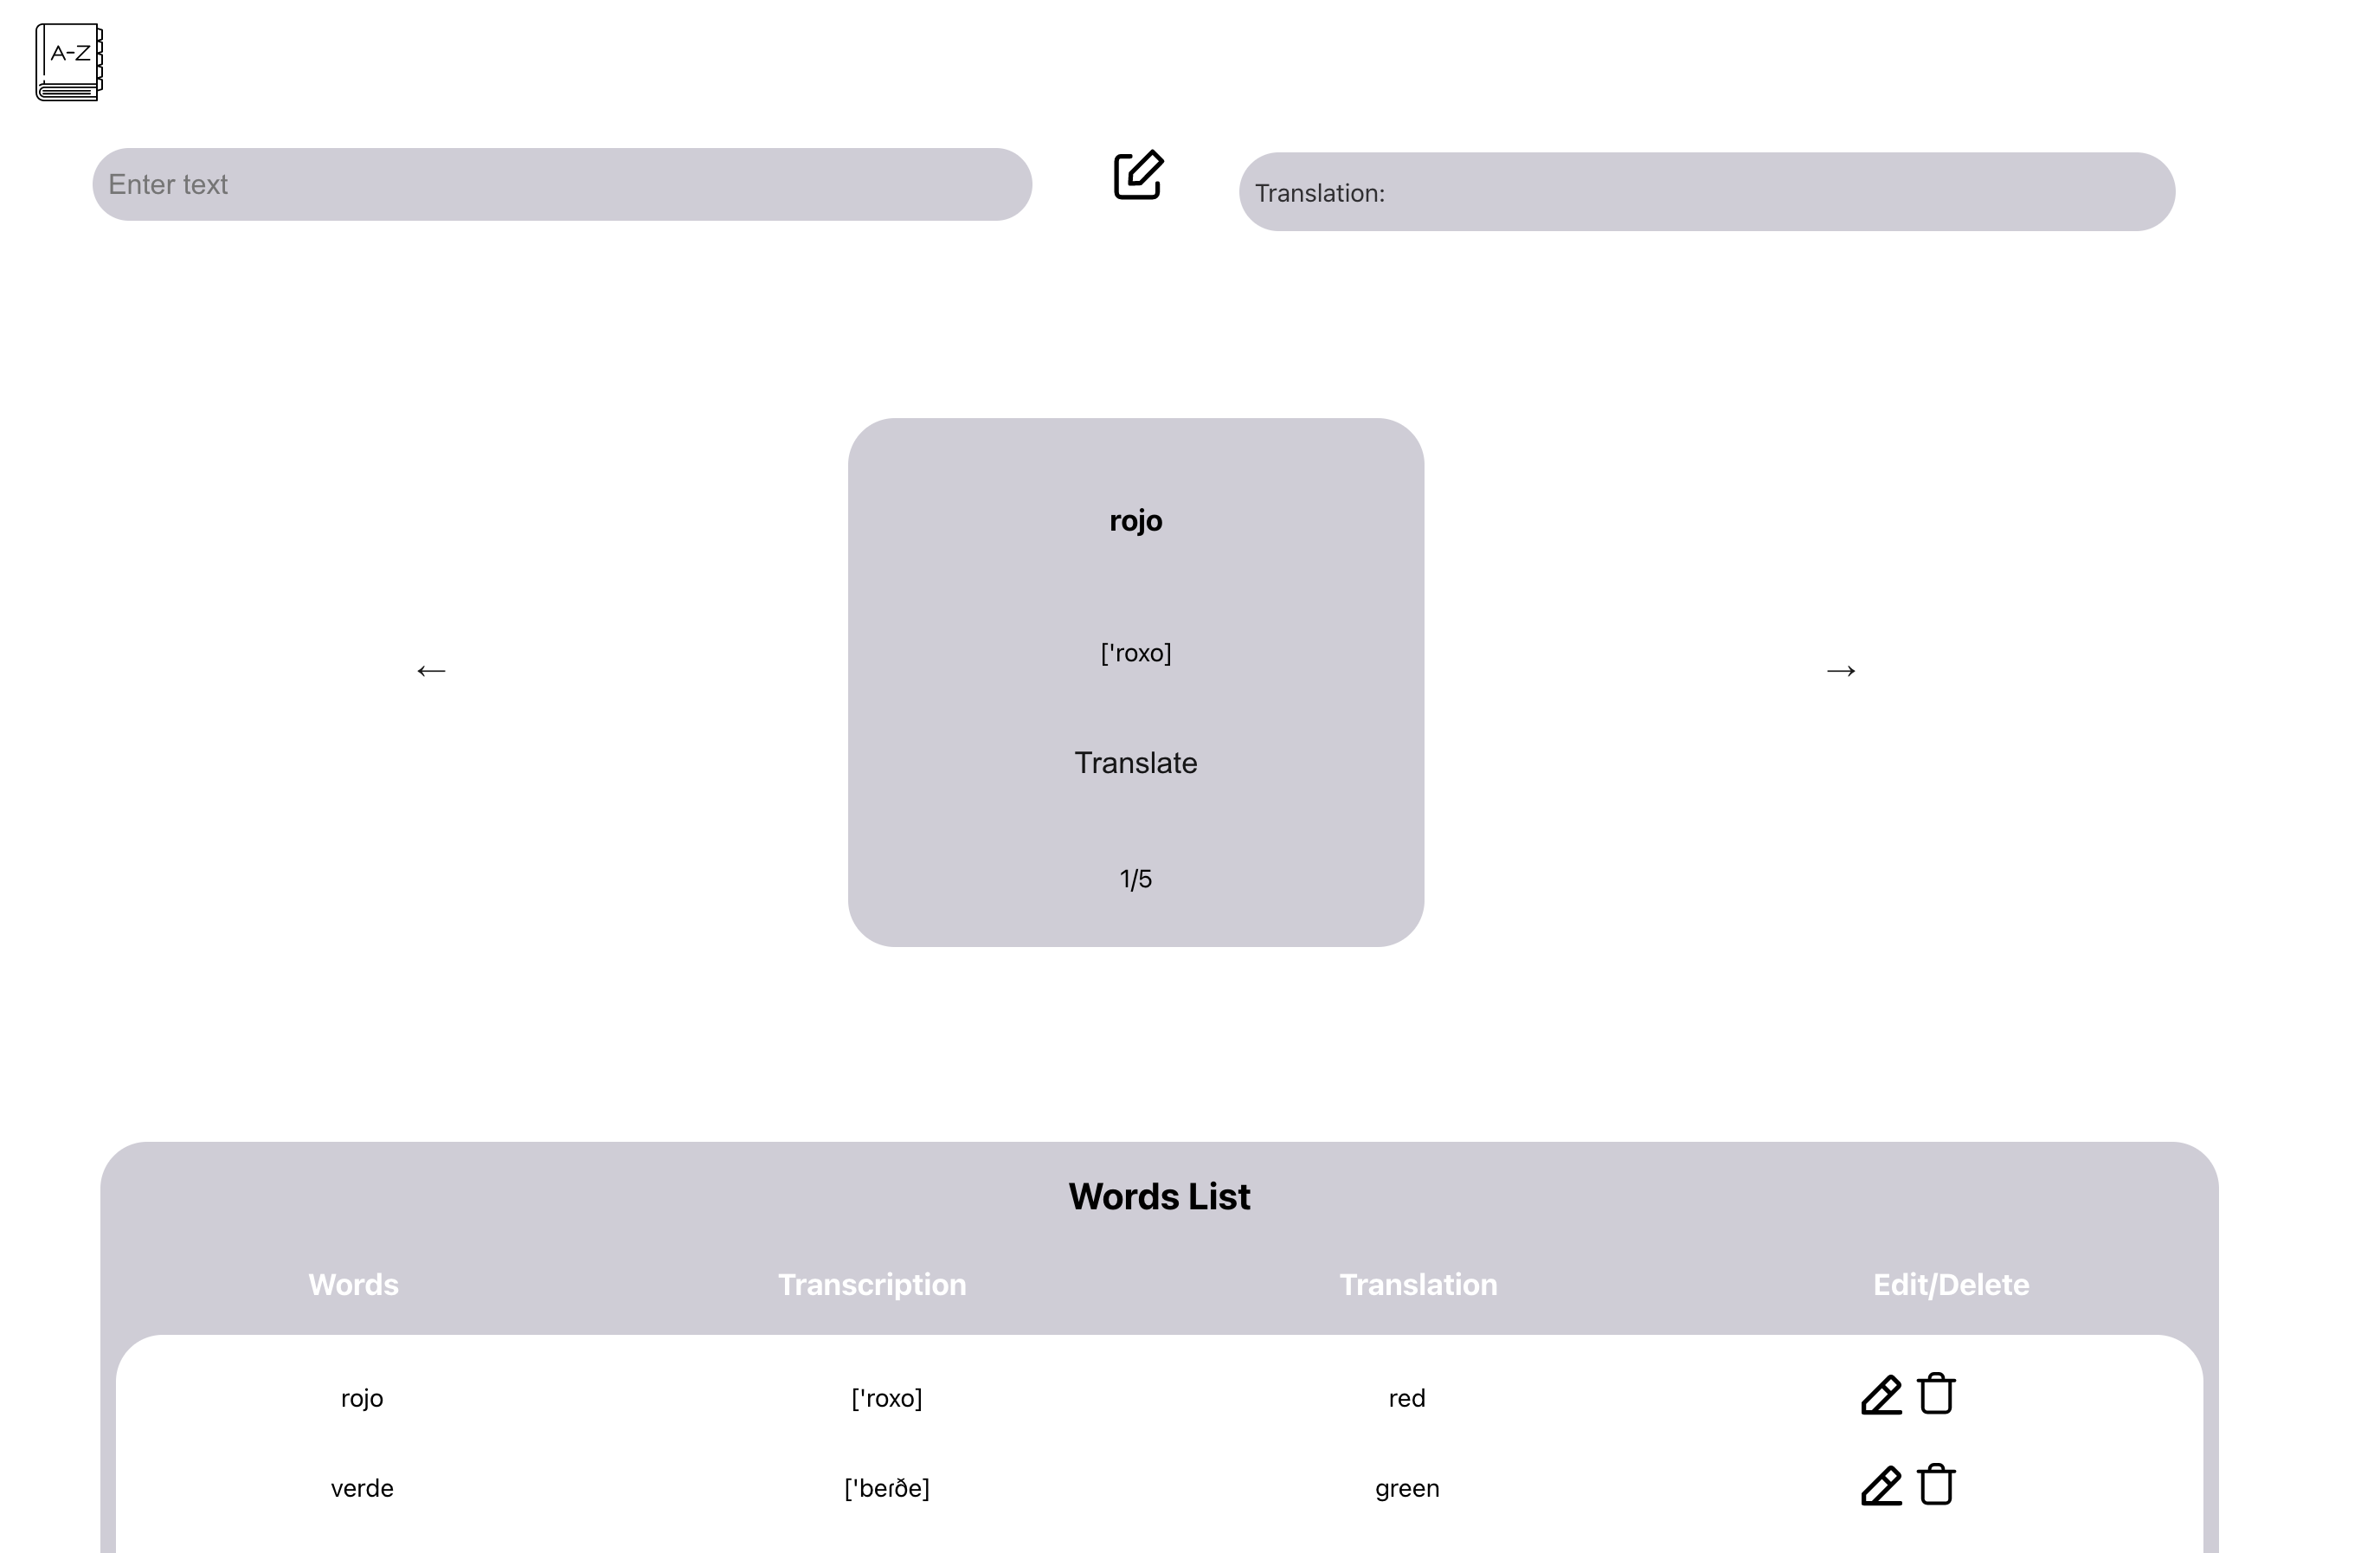 A-Z
Enter text
Translation:
rojo
['roxo]
←
→
Translate
1/5
Words List
Words Transcription Translation Edit/Delete
rojo ['roxo] red
verde ['beɾðe] green